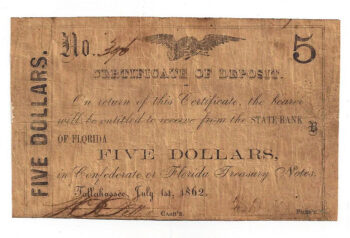 No. 
5
CERTIFICATE OF DEPOSIT.
On return of this Certificate, the bearer
will be entitled to receive from the STATE BANK
OF FLORIDA
B
FIVE DOLLARS,
in Confederate or Florida Treasury Notes.
Tallahassee, July 1st, 1862.
Cash'r.
Pres't.
FIVE DOLLARS.